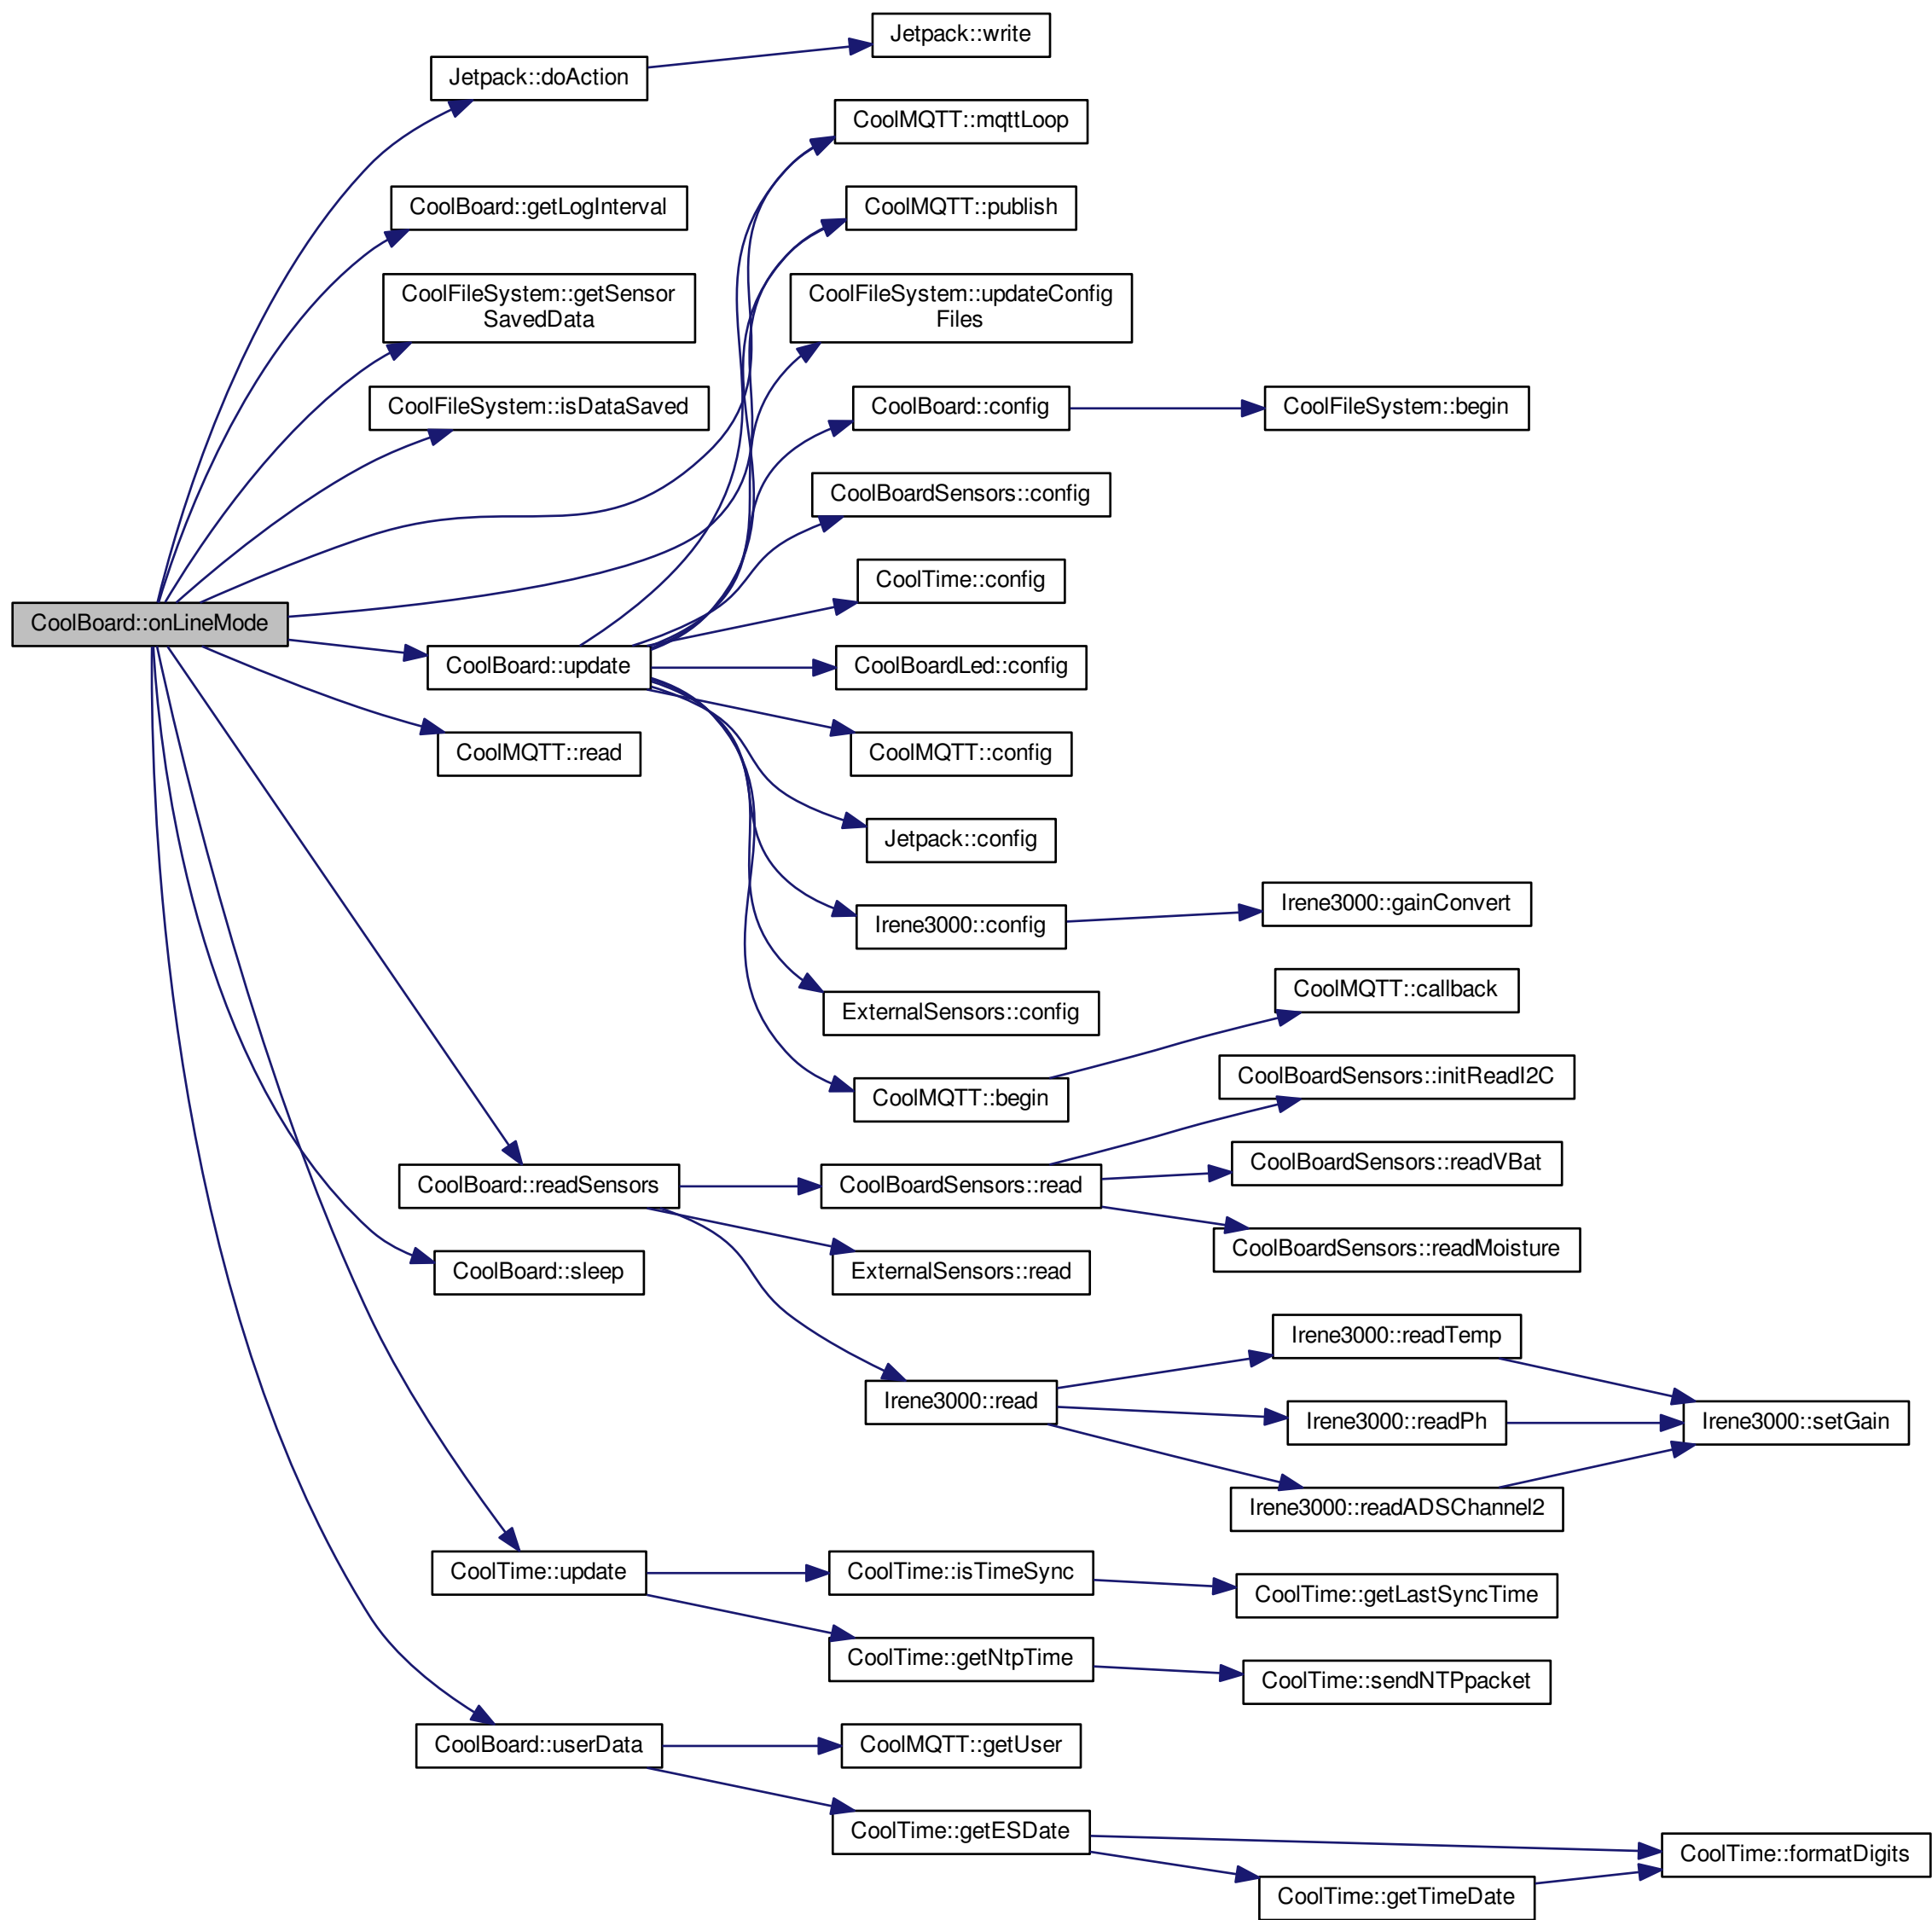 Jetpack::write
Jetpack::doAction
CoolMQTT::mqttLoop
CoolBoard::getLogInterval
CoolMQTT::publish
CoolFileSystem::getSensor
SavedData
CoolFileSystem::updateConfig
Files
CoolFileSystem::isDataSaved
CoolBoard::config
CoolFileSystem::begin
CoolBoardSensors::config
CoolTime::config
CoolBoard::onLineMode
CoolBoard::update
CoolBoardLed::config
CoolMQTT::read
CoolMQTT::config
Jetpack::config
Irene3000::config
Irene3000::gainConvert
CoolMQTT::callback
ExternalSensors::config
CoolBoardSensors::initReadI2C
CoolMQTT::begin
CoolBoardSensors::readVBat
CoolBoard::readSensors
CoolBoardSensors::read
CoolBoardSensors::readMoisture
CoolBoard::sleep
ExternalSensors::read
Irene3000::readTemp
Irene3000::read
Irene3000::readPh
Irene3000::setGain
Irene3000::readADSChannel2
CoolTime::update
CoolTime::isTimeSync
CoolTime::getLastSyncTime
CoolTime::getNtpTime
CoolTime::sendNTPpacket
CoolBoard::userData
CoolMQTT::getUser
CoolTime::getESDate
CoolTime::formatDigits
CoolTime::getTimeDate